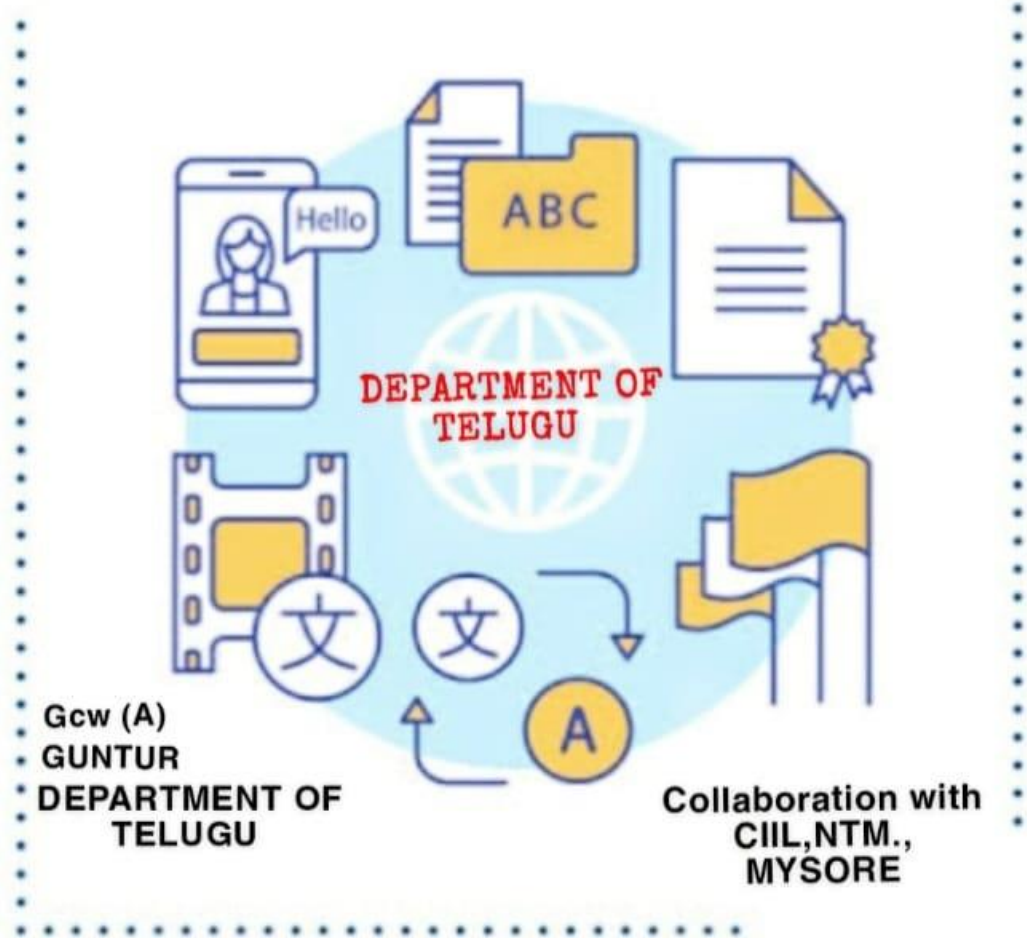 Hello
ABC
DEPARTMENT OF
TELUGU
文
文
A
Gcw (A)
GUNTUR
DEPARTMENT OF
TELUGU
Collaboration with
CIIL,NTM.,
MYSORE